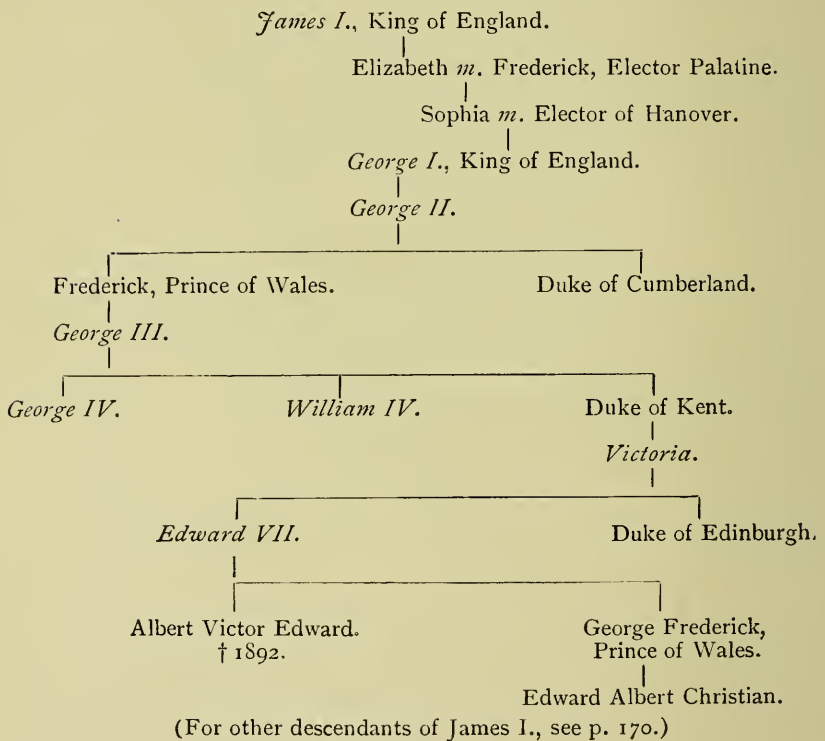 James I., King of England.
Elizabeth m. Frederick, Elector Palatine.
Sophia m. Elector of Hanover.
George I., King of England.
George II.
Frederick, Prince of Wales. Duke of Cumberland.
George III.
George IV. William IV. Duke of Kent.
Victoria.
Edward VII. Duke of Edinburgh.
Albert Victor Edward. George Frederick,
† 1892. Prince of Wales.
Edward Albert Christian.
(For other descendants of James I., see p. 170.)